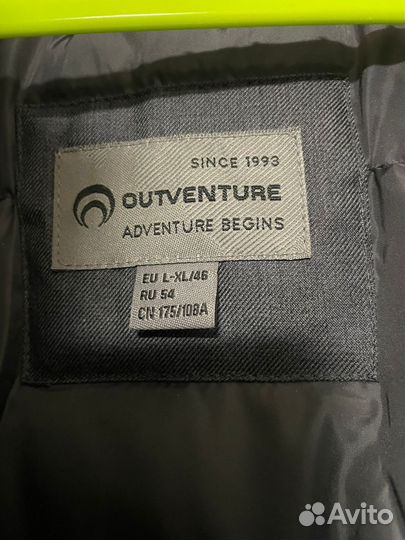 SINCE 1993
OUTVENTURE
ADVENTURE BEGINS
EU L-XL/46
RU 54
CN 175/108A
Avito